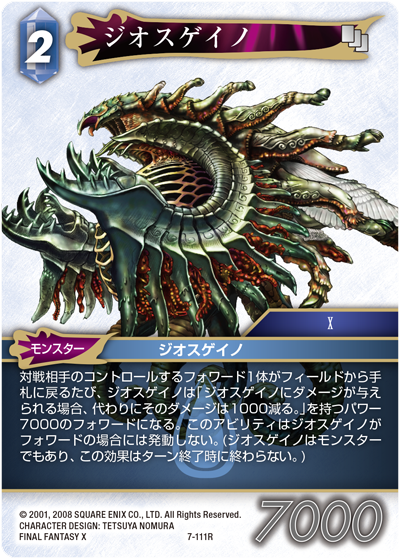 2
ジオスゲイノ
X
モンスター
ジオスゲイノ
対戦相手のコントロールするフォワード1体がフィールドから手
札に戻るたび、ジオスゲイノは「ジオスゲイノにダメージが与え
られる場合、代わりにそのダメージは1000減る。」を持つパワー
7000のフォワードになる。このアビリティはジオスゲイノが
フォワードの場合には発動しない。(ジオスゲイノはモンスター
でもあり、この効果はターン終了時に終わらない。)
© 2001, 2008 SQUARE ENIX CO., LTD. All Rights Reserved.
CHARACTER DESIGN: TETSUYA NOMURA
FINAL FANTASY X
7-111R
7000